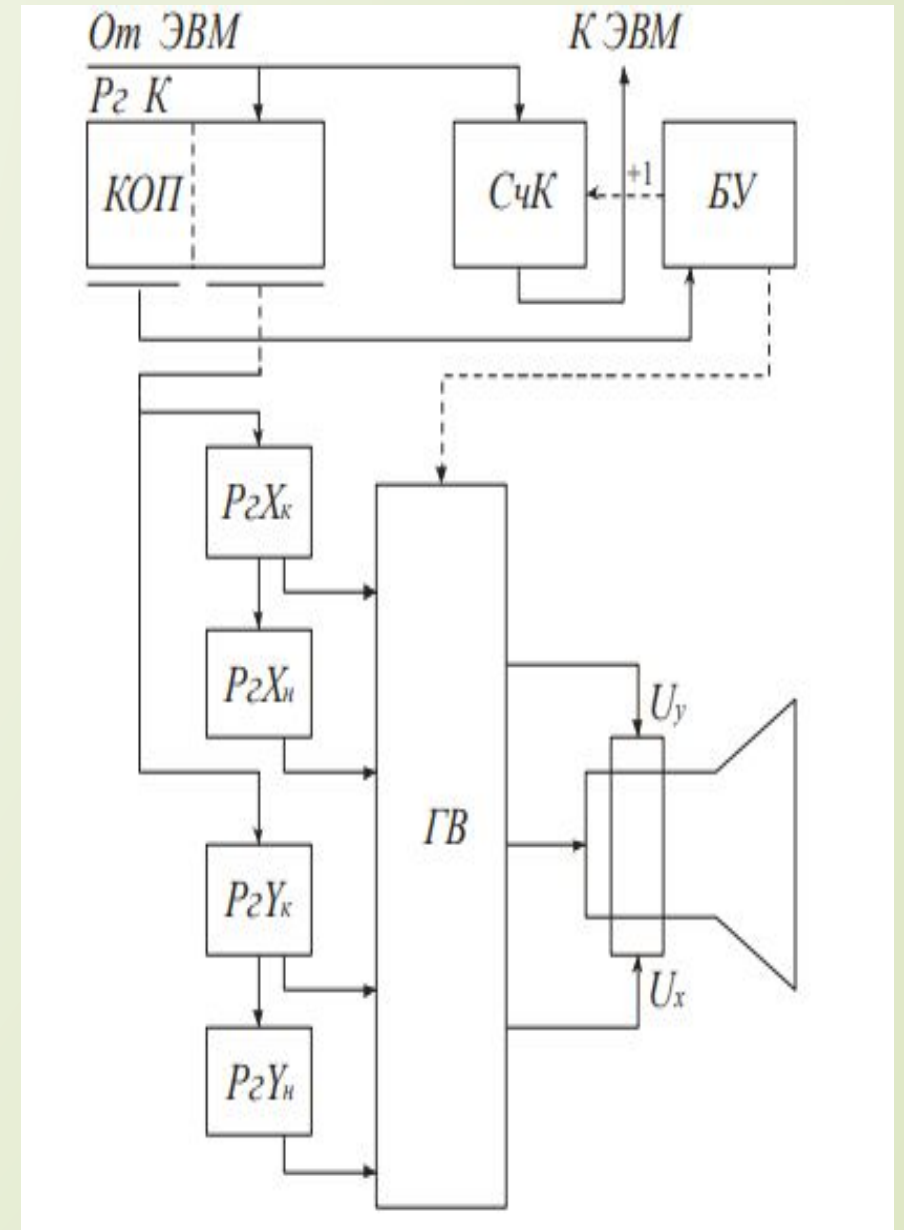 От ЭВМ К ЭВМ
Рг К
КОП СчК +1 БУ
РгXк
РгXн
Uy
ГВ
РгYк
Ux
РгYн